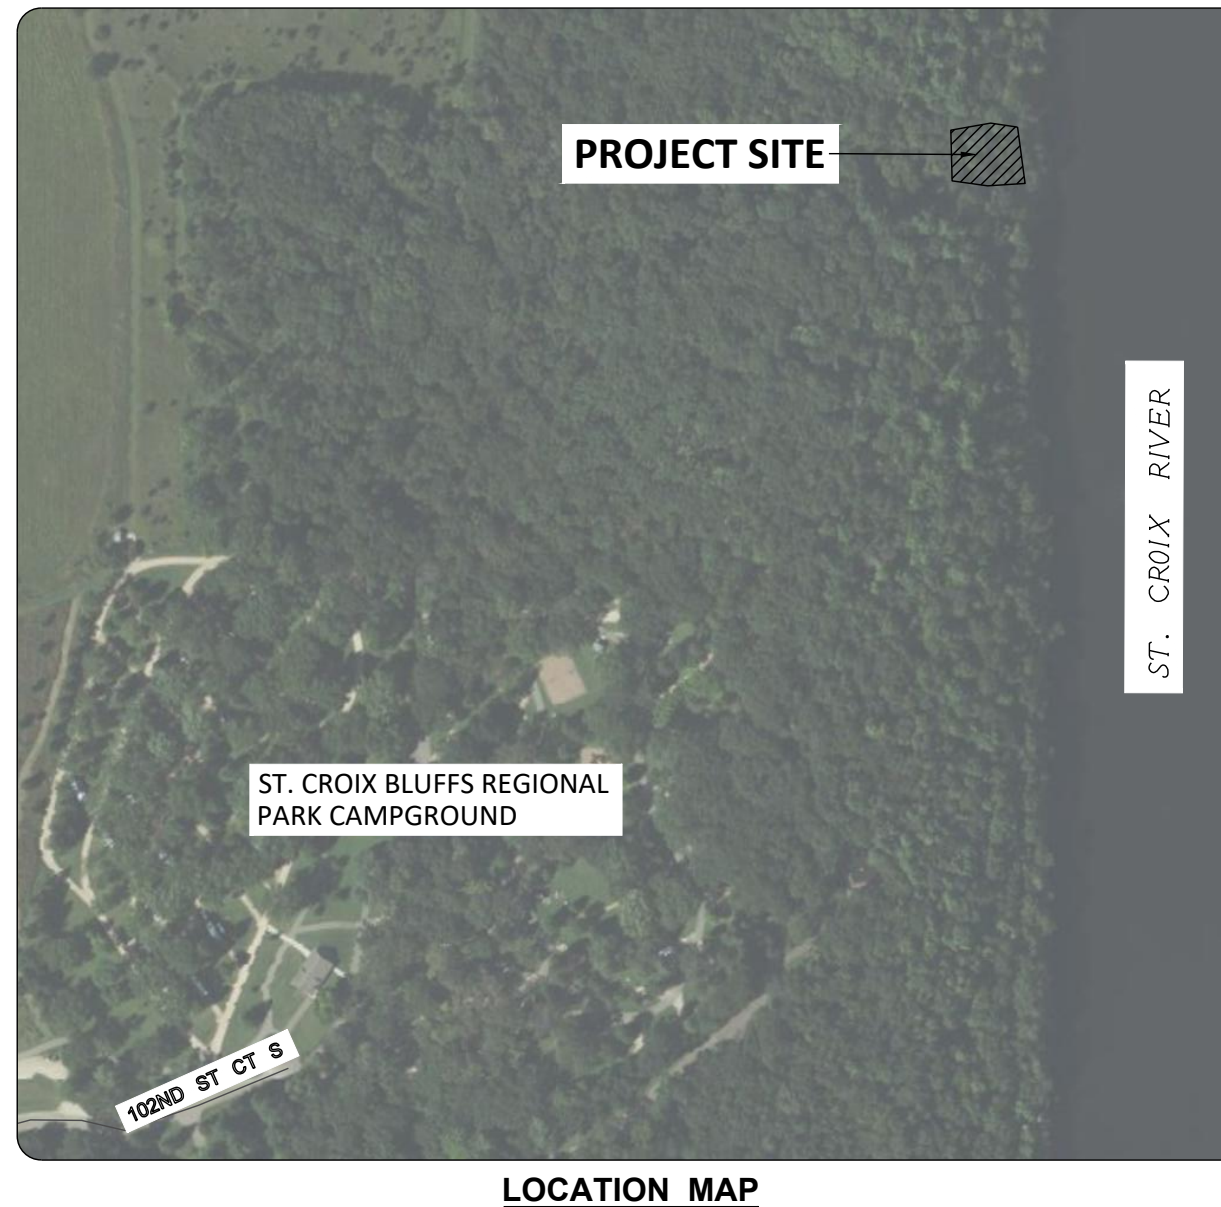 PROJECT SITE
ST. CROIX RIVER
ST. CROIX BLUFFS REGIONAL
PARK CAMPGROUND
102ND ST CT S
LOCATION MAP